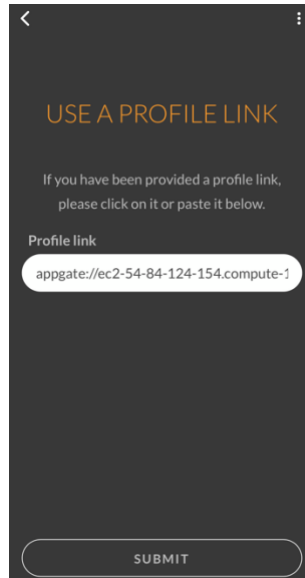 USE A PROFILE LINK
If you have been provided a profile link,
please click on it or paste it below.
Profile link
appgate://ec2-54-84-124-154.compute-1
SUBMIT